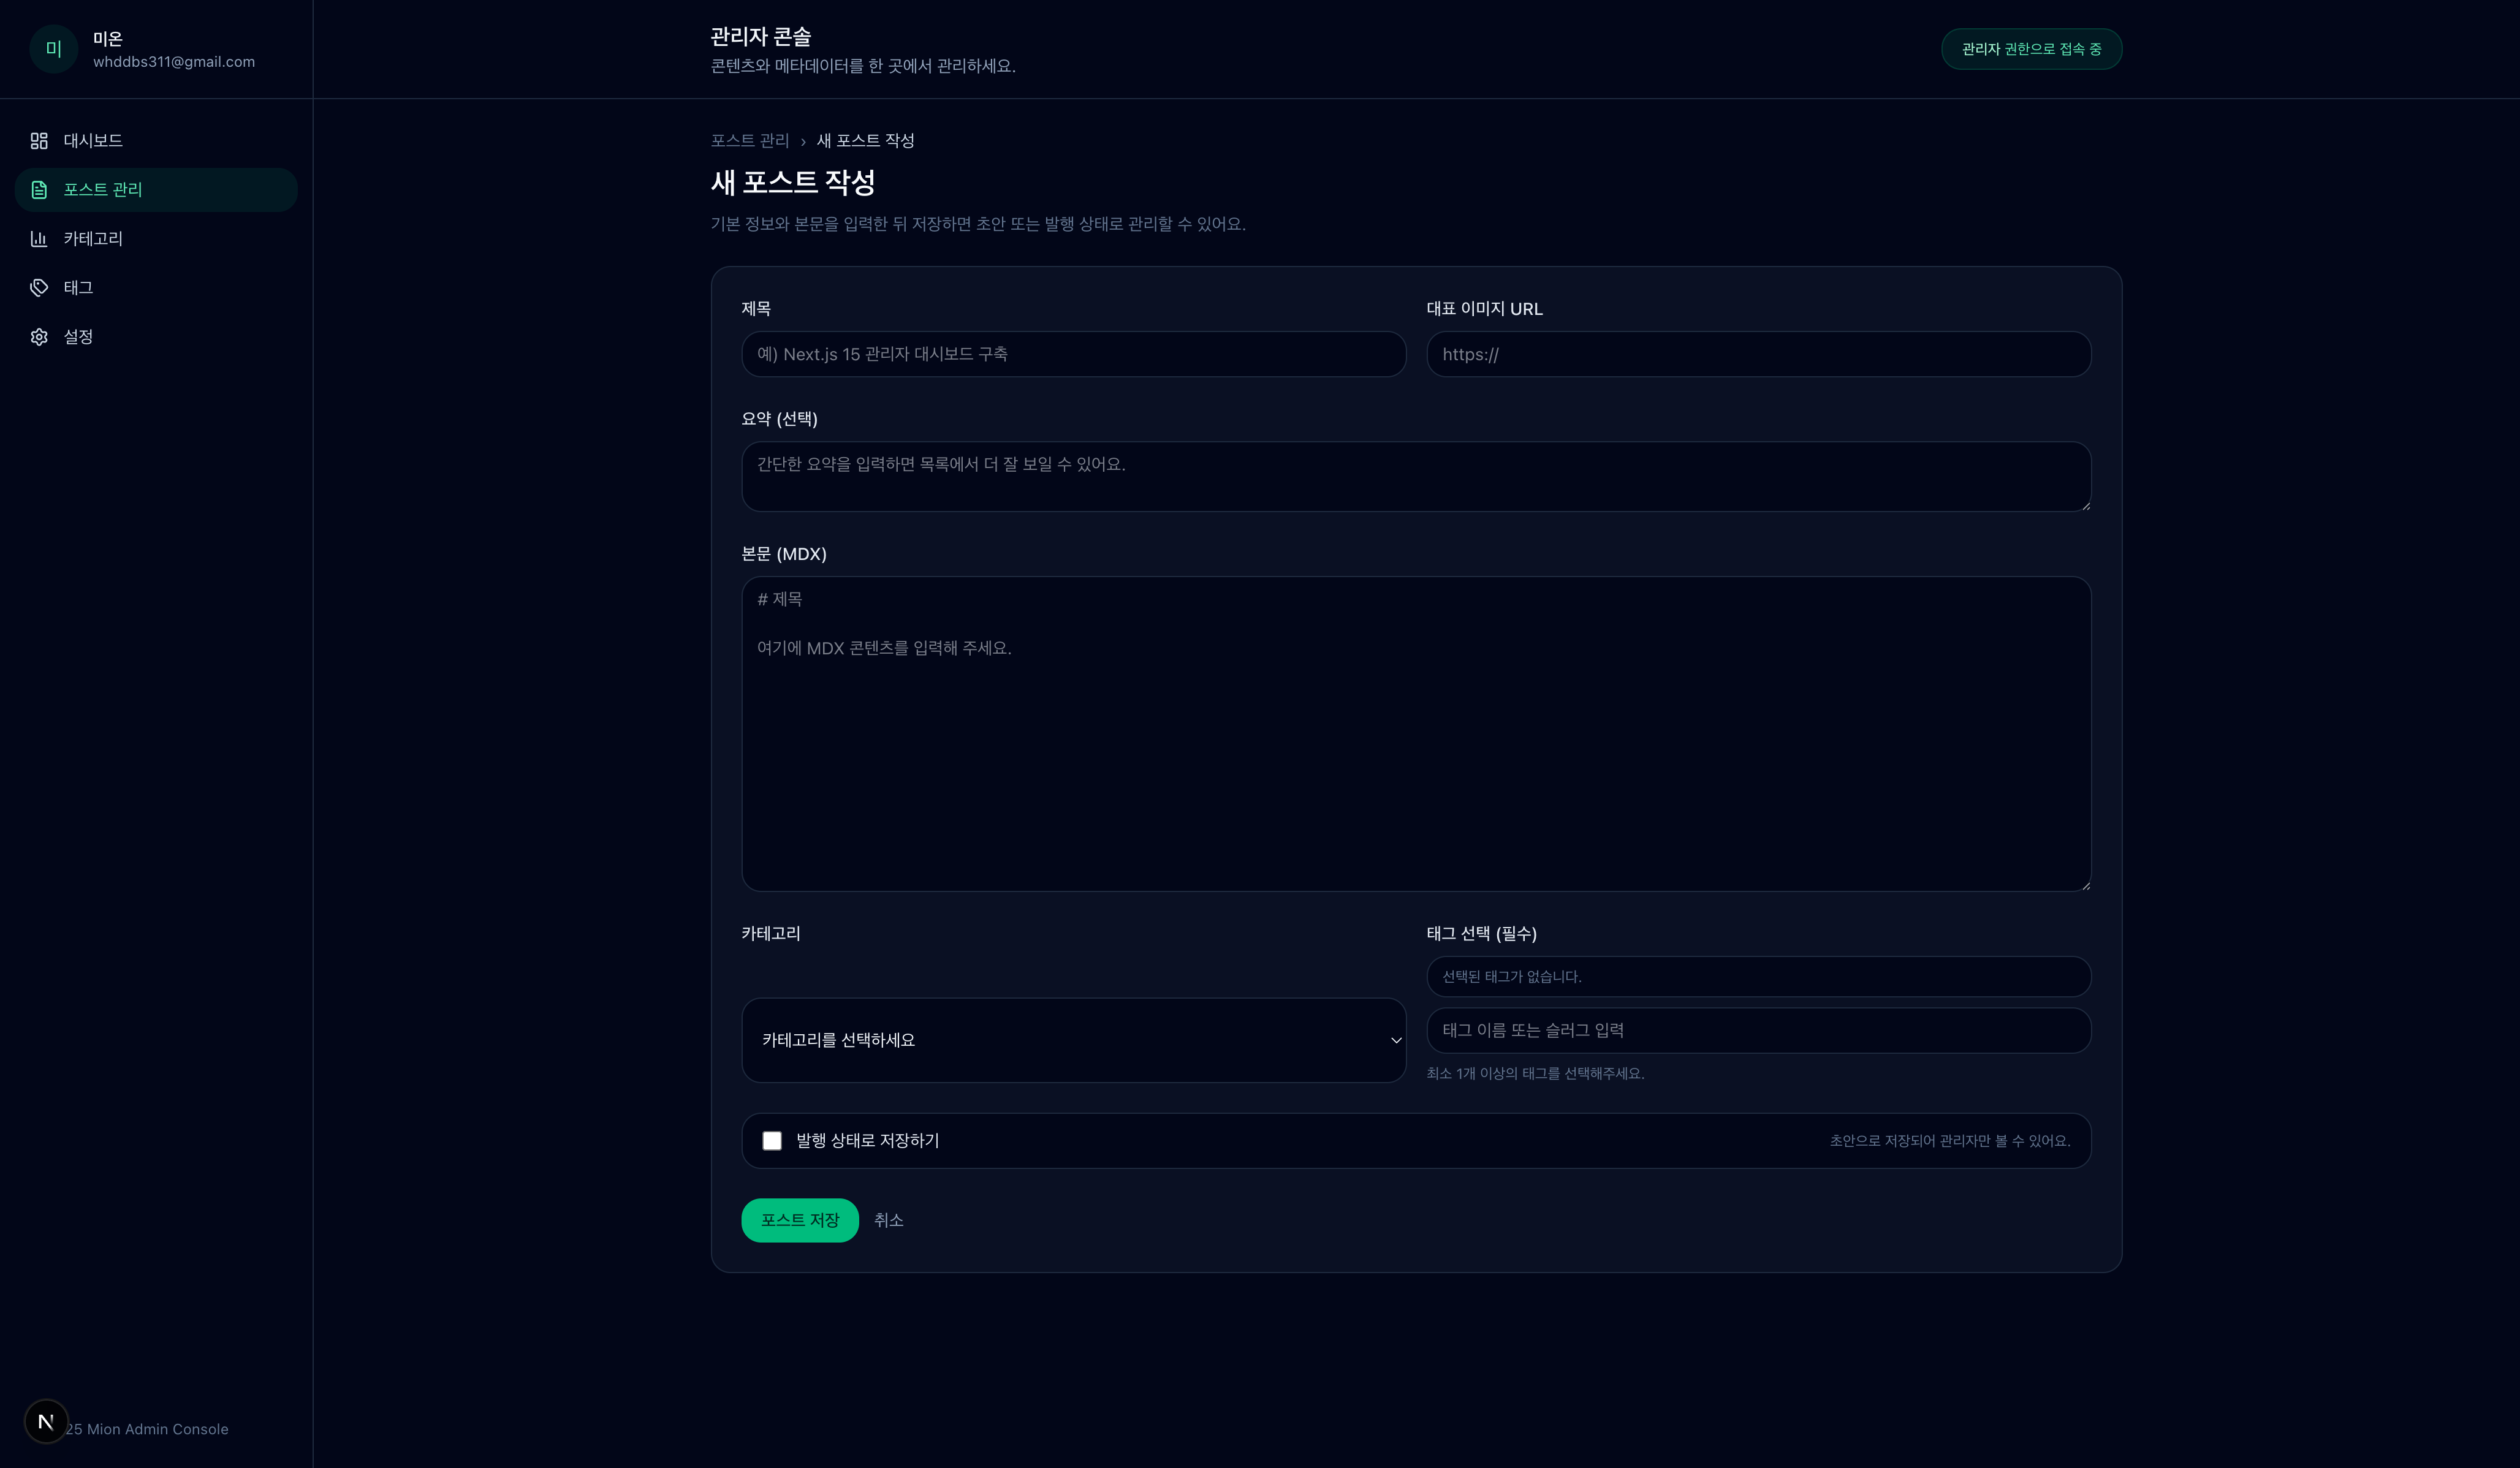 미
미온
whddbs311@gmail.com
대시보드
포스트 관리
카테고리
태그
설정
N
25 Mion Admin Console
관리자 콘솔
콘텐츠와 메타데이터를 한 곳에서 관리하세요.
관리자 권한으로 접속 중
포스트 관리 › 새 포스트 작성
새 포스트 작성
기본 정보와 본문을 입력한 뒤 저장하면 초안 또는 발행 상태로 관리할 수 있어요.
제목
예) Next.js 15 관리자 대시보드 구축
대표 이미지 URL
https://
요약 (선택)
간단한 요약을 입력하면 목록에서 더 잘 보일 수 있어요.
본문 (MDX)
# 제목
여기에 MDX 콘텐츠를 입력해 주세요.
카테고리
카테고리를 선택하세요
태그 선택 (필수)
선택된 태그가 없습니다.
태그 이름 또는 슬러그 입력
최소 1개 이상의 태그를 선택해주세요.
발행 상태로 저장하기
초안으로 저장되어 관리자만 볼 수 있어요.
포스트 저장
취소